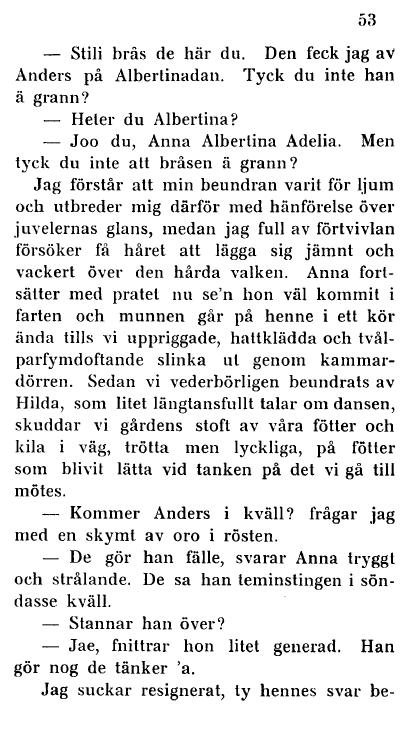 53
— Stili brås de här du. Den feck jag av
Anders på Albertinadan. Tyck du inte han
ä grann?
— Heter du Albertina?
— Joo du, Anna Albertina Adelia. Men
tyck du inte att bråsen ä grann?
Jag förstår att min beundran varit för ljum
och utbreder mig därför med hänförelse över
juvelernas glans, medan jag full av förtvivlan
försöker få håret att lägga sig jämnt och
vackert över den hårda valken. Anna fort-
sätter med pratet nu se'n hon väl kommit i
farten och munnen går på henne i ett kör
ända tills vi uppriggade, hattklädda och tvål-
parfymdoftande slinka ut genom kammar-
dörren. Sedan vi vederbörligen beundrats av
Hilda, som litet längtansfullt talar om dansen,
skuddar vi gårdens stoft av våra fötter och
kila i väg, trötta men lyckliga, på fötter
som blivit lätta vid tanken på det vi gå till
mötes.
— Kommer Anders i kväll? frågar jag
med en skymt av oro i rösten.
— De gör han fälle, svarar Anna tryggt
och strålande. De sa han teminstingen i sön-
dasse kväll.
— Stannar han över?
— Jae, fnittrar hon litet generad. Han
gör nog de tänker 'a.
Jag suckar resignerat, ty hennes svar be-